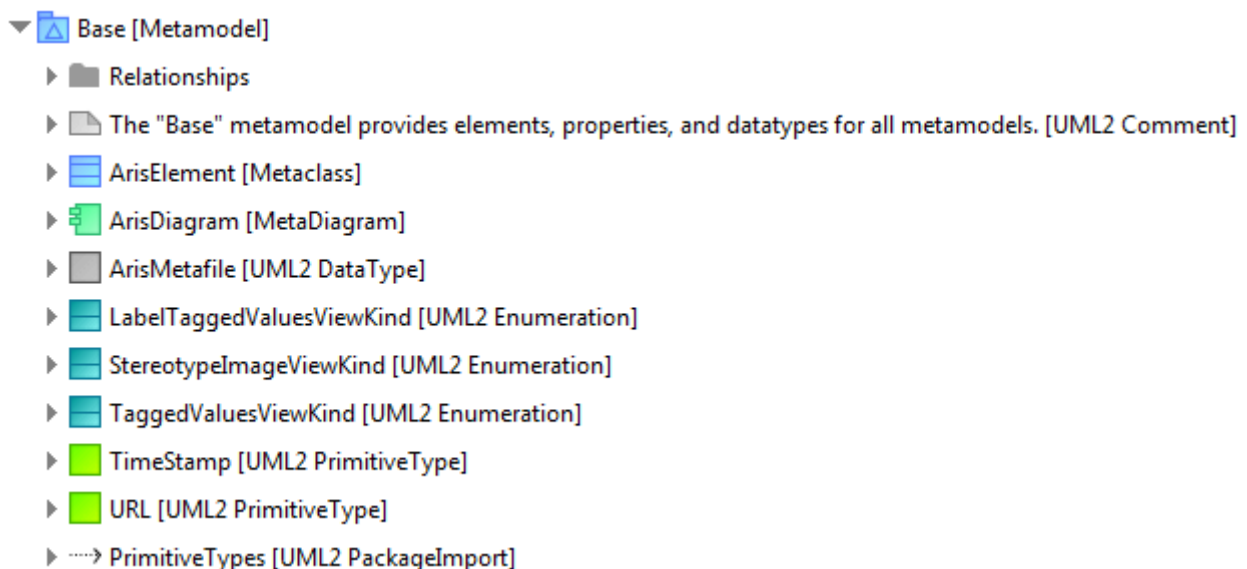 Base [Metamodel]
Relationships
The "Base" metamodel provides elements, properties, and datatypes for all metamodels. [UML2 Comment]
ArisElement [Metaclass]
ArisDiagram [MetaDiagram]
ArisMetafile [UML2 DataType]
LabelTaggedValuesViewKind [UML2 Enumeration]
StereotypeImageViewKind [UML2 Enumeration]
TaggedValuesViewKind [UML2 Enumeration]
TimeStamp [UML2 PrimitiveType]
URL [UML2 PrimitiveType]
PrimitiveTypes [UML2 PackageImport]